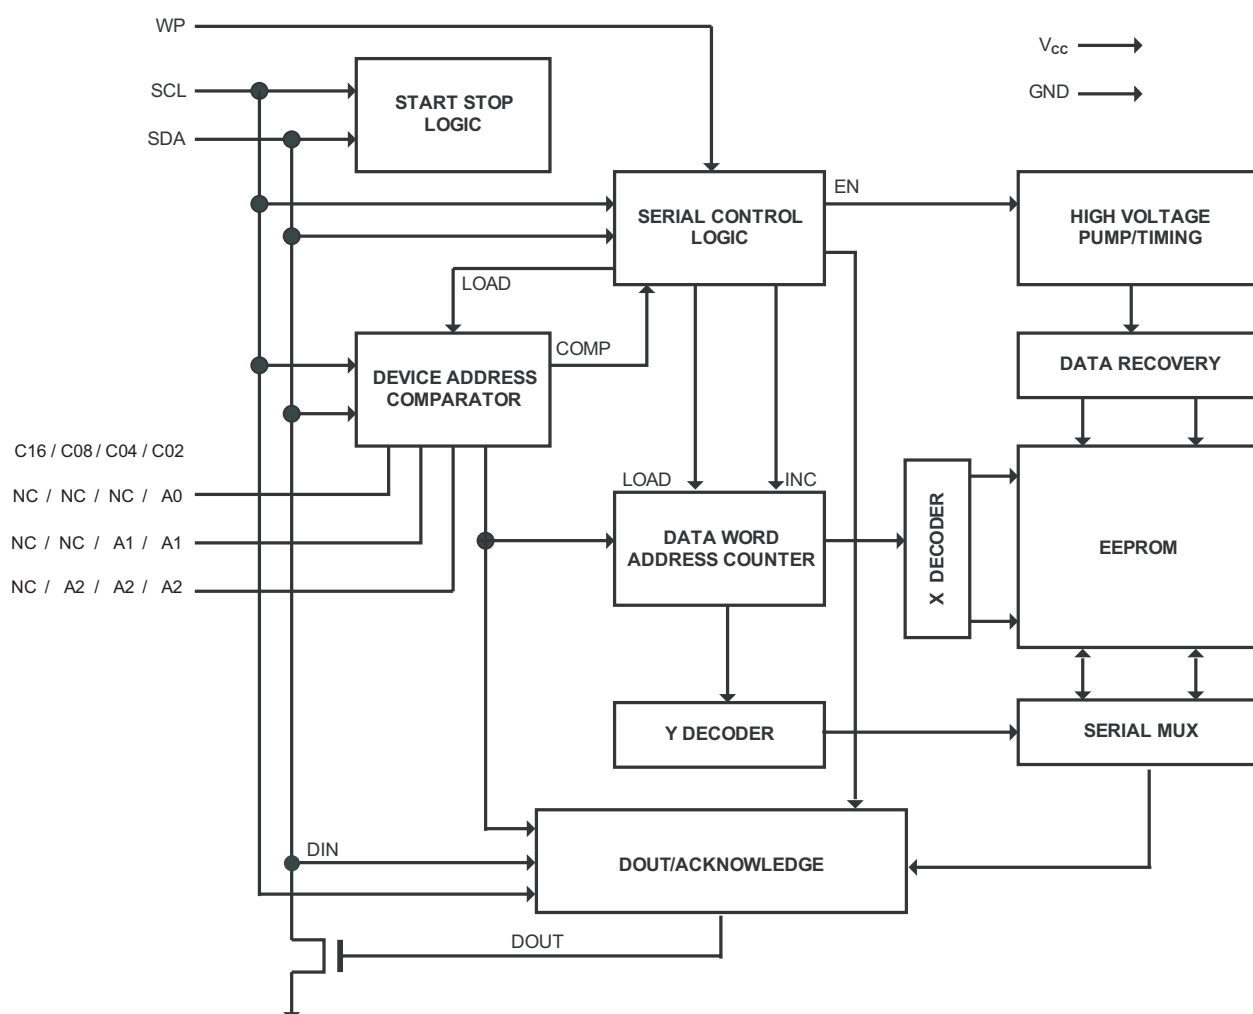 WP
V_CC
SCL
GND
START STOP
LOGIC
SDA
EN
SERIAL CONTROL
LOGIC
HIGH VOLTAGE
PUMP/TIMING
LOAD
COMP
DATA RECOVERY
DEVICE ADDRESS
COMPARATOR
C16 / C08 / C04 / C02
NC / NC / NC / A0
NC / NC / A1 / A1
NC / A2 / A2 / A2
LOAD
INC
DATA WORD
ADDRESS COUNTER
X DECODER
EEPROM
Y DECODER
SERIAL MUX
DIN
DOUT/ACKNOWLEDGE
DOUT